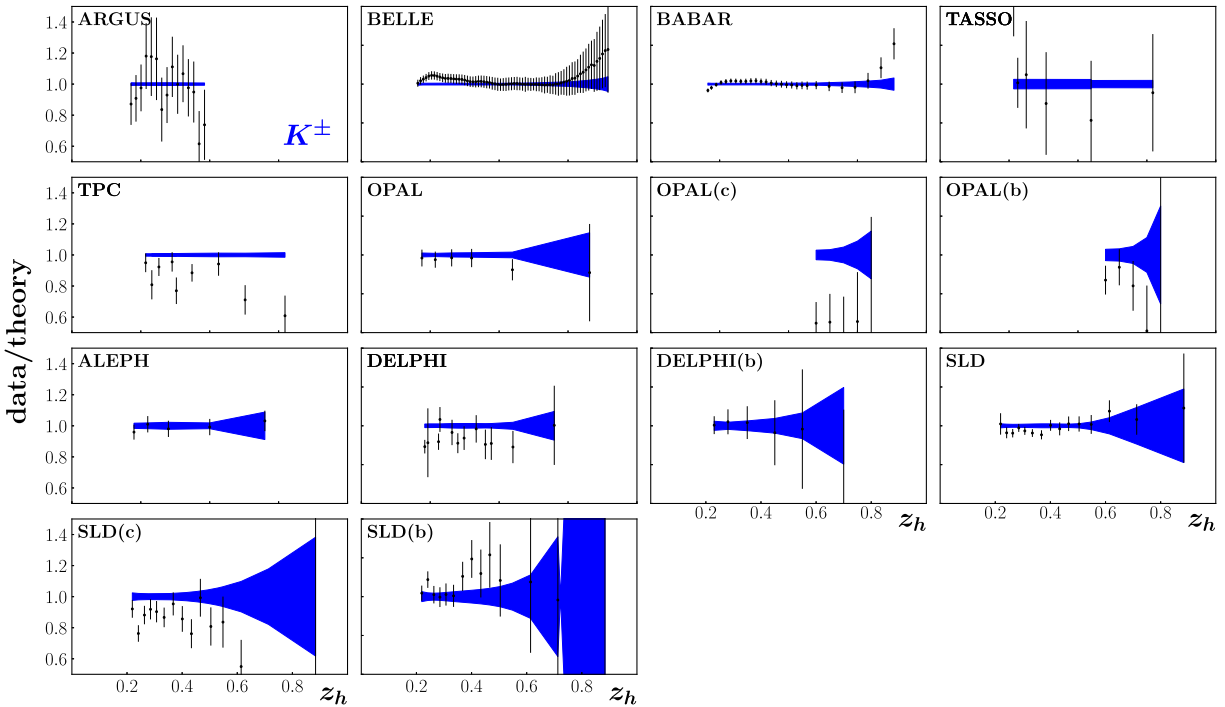 ARGUS BELLE BABAR TASSO
1.4
1.2
1.0
0.8
0.6
K±
TPC OPAL OPAL(c) OPAL(b)
1.4
1.2
1.0
0.8
0.6
data/theory
ALEPH DELPHI DELPHI(b) SLD
1.4
1.2
1.0
0.8
0.6
0.2 0.4 0.6 0.8 z_h 0.2 0.4 0.6 0.8 z_h
SLD(c) SLD(b)
1.4
1.2
1.0
0.8
0.6
0.2 0.4 0.6 0.8 z_h 0.2 0.4 0.6 0.8 z_h